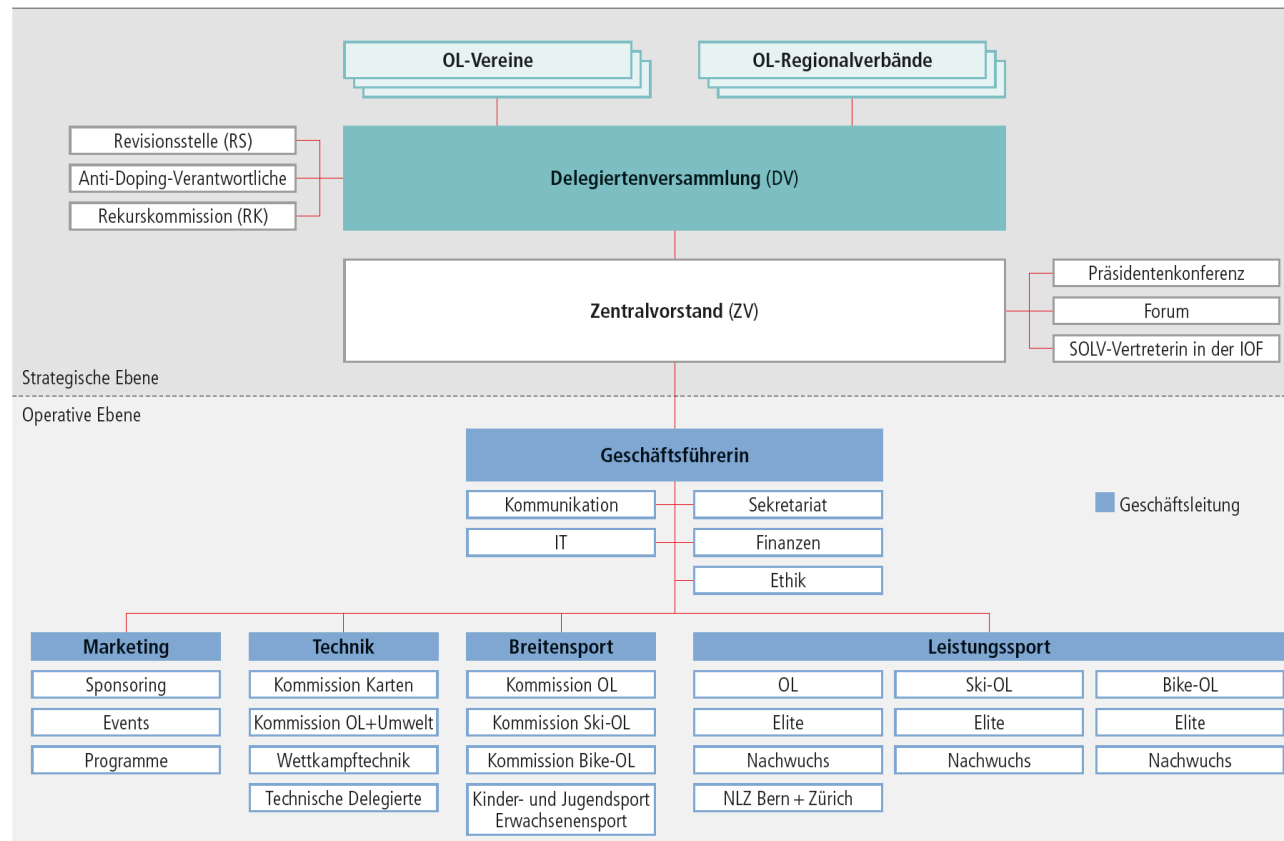 OL-Vereine
OL-Regionalverbände
Revisionsstelle (RS)
Anti-Doping-Verantwortliche
Rekurskommission (RK)
Delegiertenversammlung (DV)
Zentralvorstand (ZV)
Präsidentenkonferenz
Forum
SOLV-Vertreterin in der IOF
Strategische Ebene
Operative Ebene
Geschäftsführerin
Kommunikation
Sekretariat
IT
Finanzen
Ethik
Geschäftsleitung
Marketing
Sponsoring
Events
Programme
Technik
Kommission Karten
Kommission OL+Umwelt
Wettkampftechnik
Technische Delegierte
Breitensport
Kommission OL
Kommission Ski-OL
Kommission Bike-OL
Kinder- und Jugendsport
Erwachsenensport
Leistungssport
OL
Elite
Nachwuchs
NLZ Bern + Zürich
Ski-OL
Elite
Nachwuchs
Bike-OL
Elite
Nachwuchs